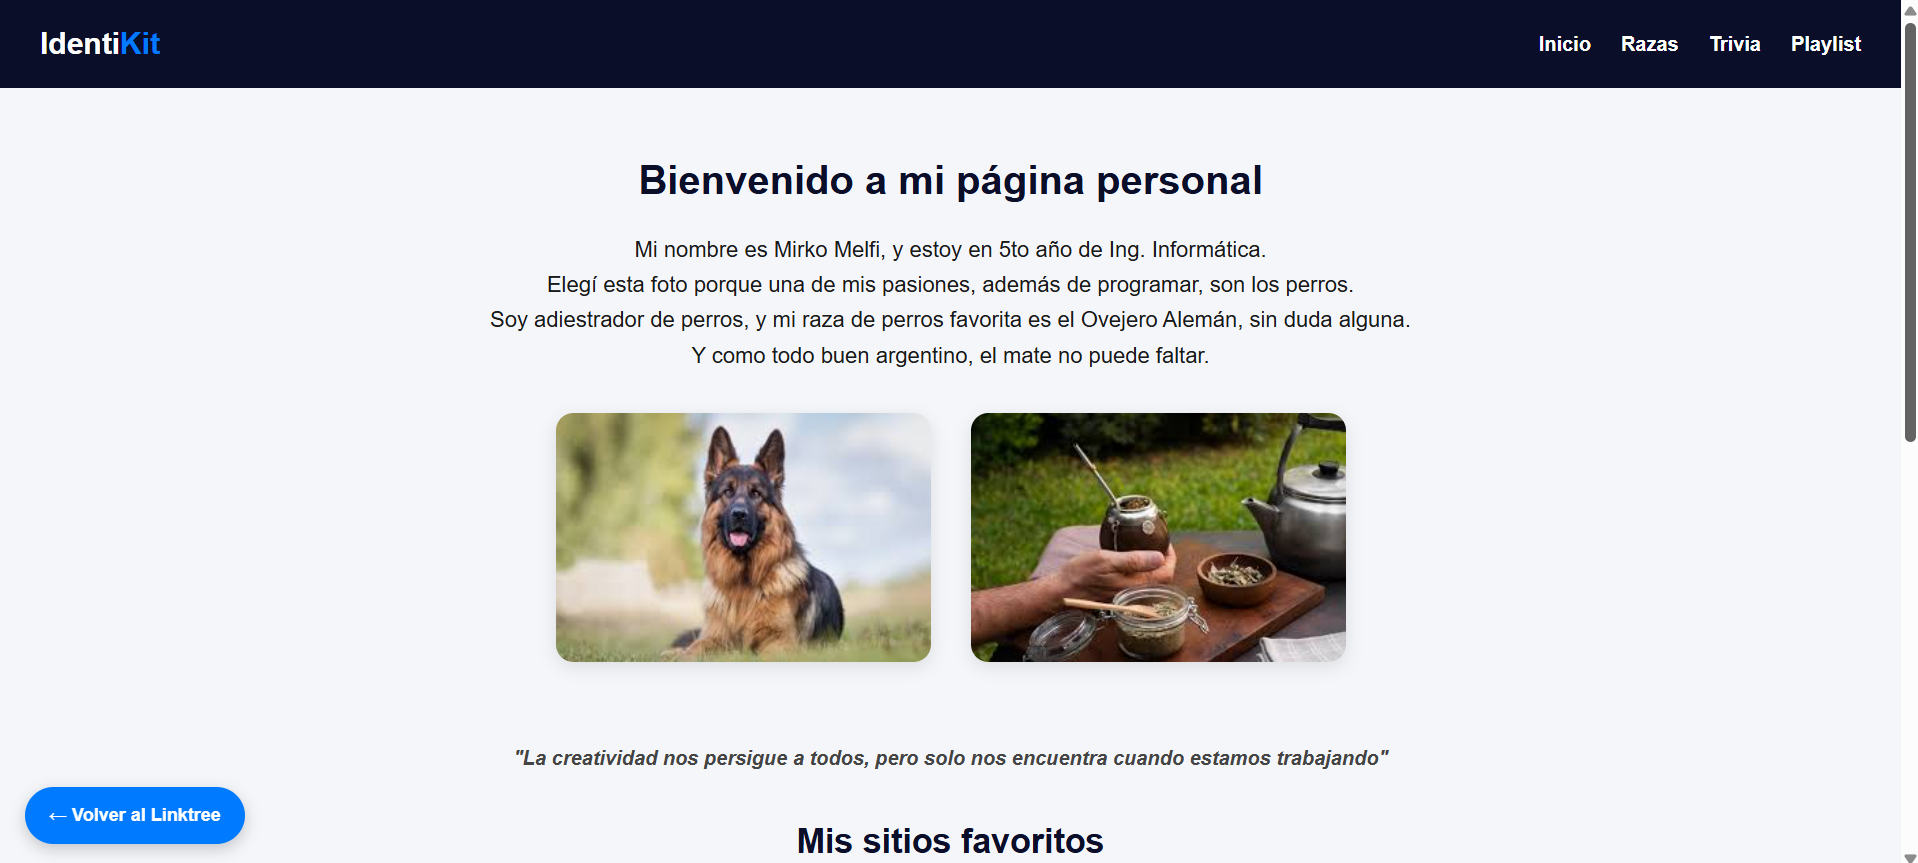 IdentiKit
Inicio Razas Trivia Playlist
Bienvenido a mi página personal
Mi nombre es Mirko Melfi, y estoy en 5to año de Ing. Informática.
Elegí esta foto porque una de mis pasiones, además de programar, son los perros.
Soy adiestrador de perros, y mi raza de perros favorita es el Ovejero Alemán, sin duda alguna.
Y como todo buen argentino, el mate no puede faltar.
"La creatividad nos persigue a todos, pero solo nos encuentra cuando estamos trabajando"
← Volver al Linktree
Mis sitios favoritos